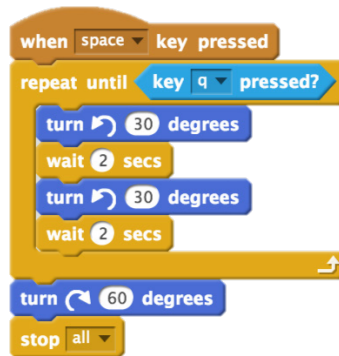 when space key pressed
repeat until key q pressed?
turn 30 degrees
wait 2 secs
turn 30 degrees
wait 2 secs
turn 60 degrees
stop all